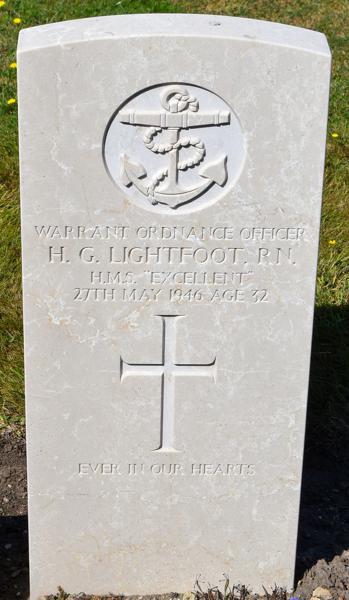 WARRANT ORDNANCE OFFICER
H. G. LIGHTFOOT, R.N.
H.M.S. "EXCELLENT"
27TH MAY 1946 AGE 32
EVER IN OUR HEARTS